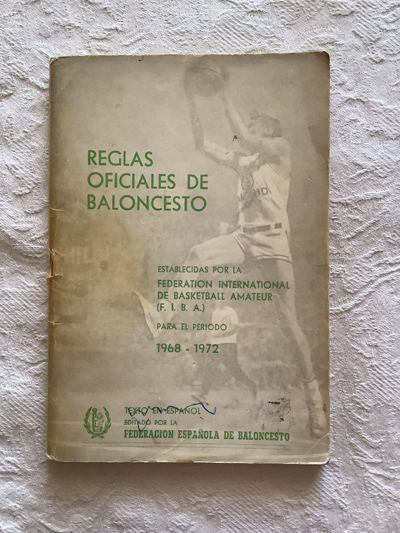 REGLAS
OFICIALES DE
BALONCESTO
ESTABLECIDAS POR LA
FEDERATION INTERNATIONAL
DE BASKETBALL AMATEUR
(F. I. B. A.)
PARA EL PERIODO
1968 - 1972
TEXTO EN ESPAÑOL
EDITADO POR LA
FEDERACION ESPAÑOLA DE BALONCESTO